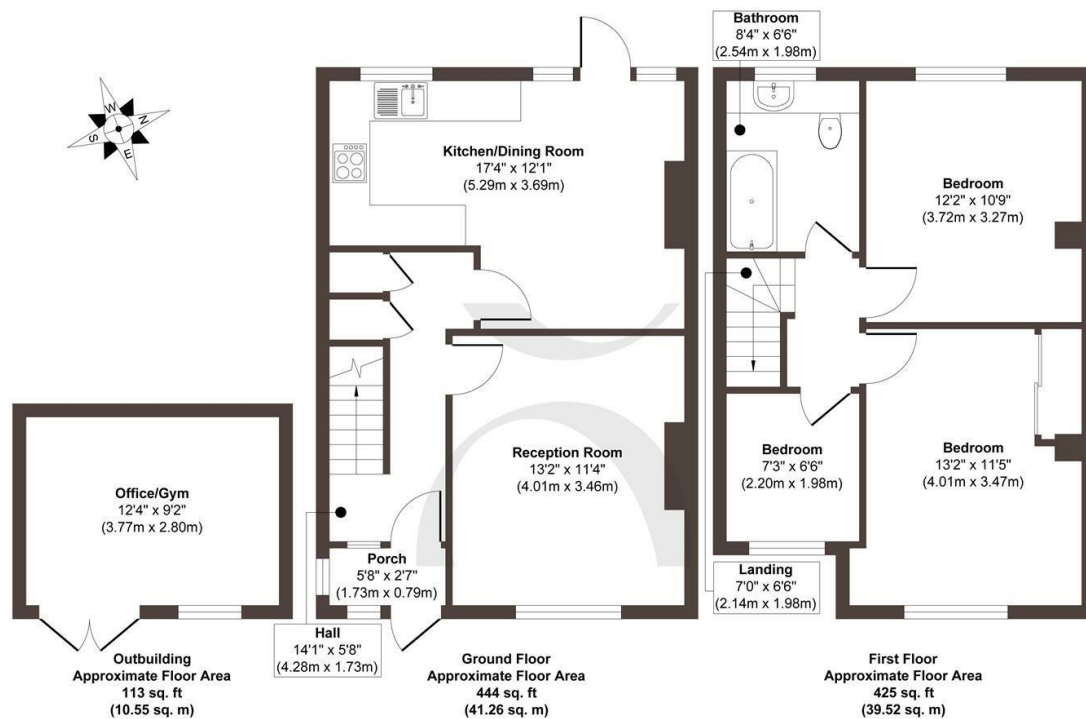 Bathroom
8'4" x 6'6"
(2.54m x 1.98m)
W
N
S
E
Kitchen/Dining Room
17'4" x 12'1"
(5.29m x 3.69m)
Bedroom
12'2" x 10'9"
(3.72m x 3.27m)
Office/Gym
12'4" x 9'2"
(3.77m x 2.80m)
Reception Room
13'2" x 11'4"
(4.01m x 3.46m)
Bedroom
7'3" x 6'6"
(2.20m x 1.98m)
Bedroom
13'2" x 11'5"
(4.01m x 3.47m)
Porch
5'8" x 2'7"
(1.73m x 0.79m)
Landing
7'0" x 6'6"
(2.14m x 1.98m)
Hall
14'1" x 5'8"
(4.28m x 1.73m)
Outbuilding
Approximate Floor Area
113 sq. ft
(10.55 sq. m)
Ground Floor
Approximate Floor Area
444 sq. ft
(41.26 sq. m)
First Floor
Approximate Floor Area
425 sq. ft
(39.52 sq. m)